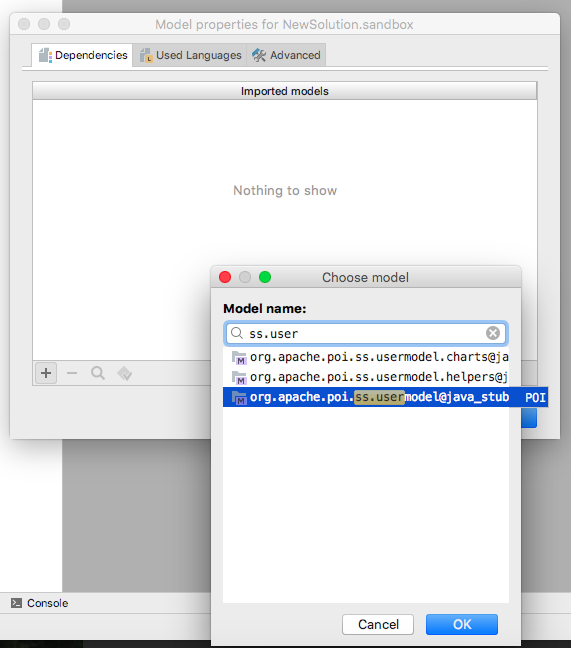 Model properties for NewSolution.sandbox
Dependencies
Used Languages
Advanced
Imported models
Nothing to show
Choose model
Model name:
ss.user
org.apache.poi.ss.usermodel.charts@ja
org.apache.poi.ss.usermodel.helpers@j
org.apache.poi.ss.usermodel@java_stub POI
Console
Cancel
OK